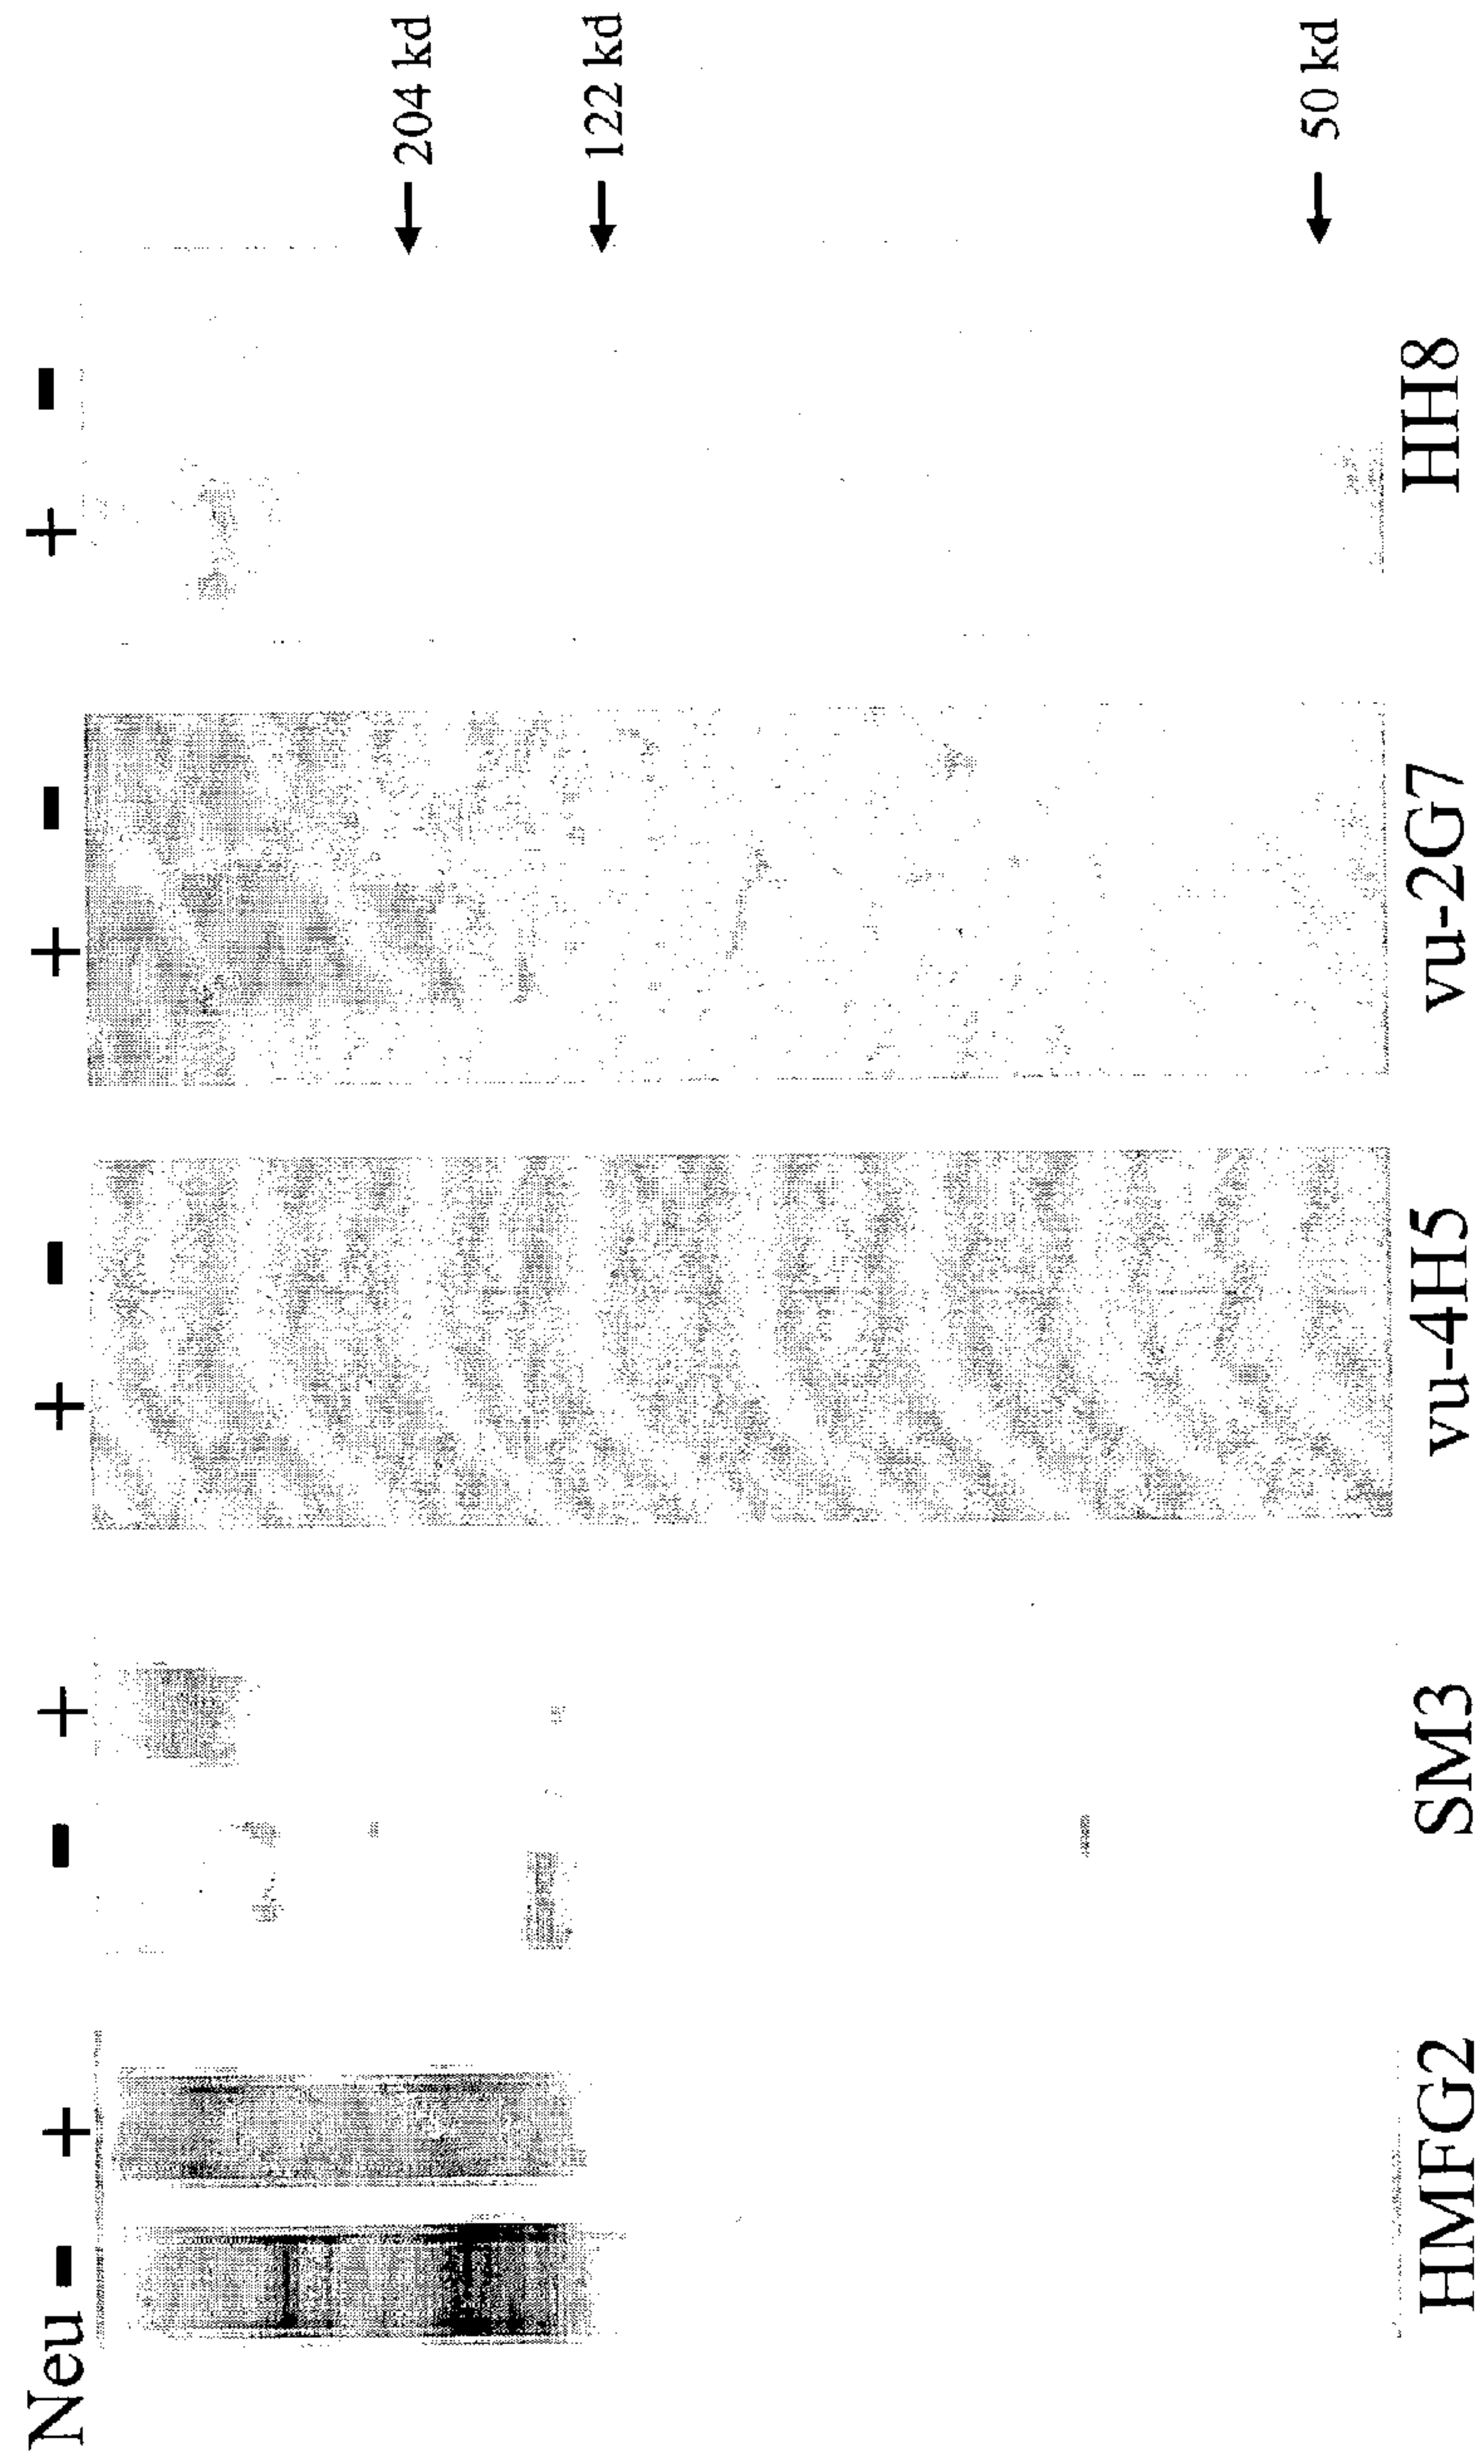 Neu - + - + + - + - + -
204 kd
122 kd
50 kd
HMFG2 SM3 vu-4H5 vu-2G7 HH8